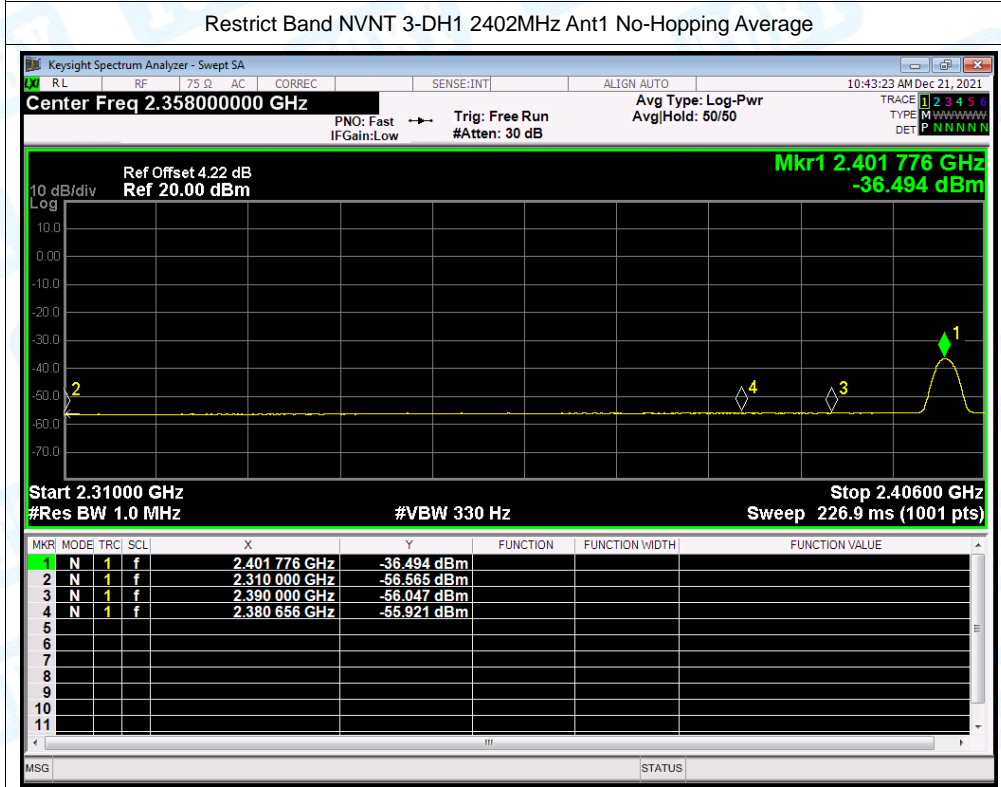 Restrict Band NVNT 3-DH1 2402MHz Ant1 No-Hopping Average
Keysight Spectrum Analyzer - Swept SA
LXI RL RF 75 Ω AC CORREC SENSE:INT ALIGN AUTO 10:43:23 AM Dec 21, 2021
Center Freq 2.358000000 GHz
PNO: Fast
IFGain:Low
Trig: Free Run
#Atten: 30 dB
Avg Type: Log-Pwr
Avg|Hold: 50/50
TRACE 1 2 3 4 5 6
TYPE M WWWWW
DET P N N N N N
Mkr1 2.401 776 GHz
-36.494 dBm
Ref Offset 4.22 dB
10 dB/div Ref 20.00 dBm
Log
10.0
0.00
-10.0
-20.0
-30.0
-40.0
-50.0
-60.0
-70.0
1
2
4
3
Start 2.31000 GHz Stop 2.40600 GHz
#Res BW 1.0 MHz #VBW 330 Hz Sweep 226.9 ms (1001 pts)
MKR MODE TRC SCL X Y FUNCTION FUNCTION WIDTH FUNCTION VALUE
1 N 1 f 2.401 776 GHz -36.494 dBm
2 N 1 f 2.310 000 GHz -56.565 dBm
3 N 1 f 2.390 000 GHz -56.047 dBm
4 N 1 f 2.380 656 GHz -55.921 dBm
5
6
7
8
9
10
11
MSG STATUS